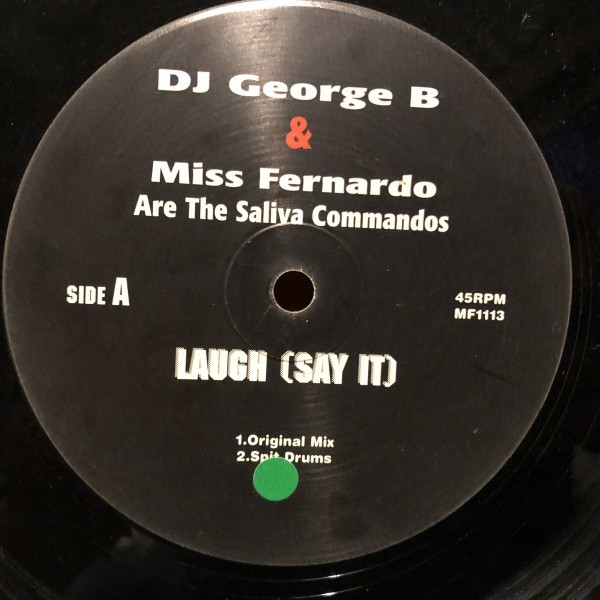 DJ George B
&
Miss Fernardo
Are The Saliva Commandos
SIDE A
45RPM
MF1113
LAUGH (SAY IT)
1.Original Mix
2.Spit Drums